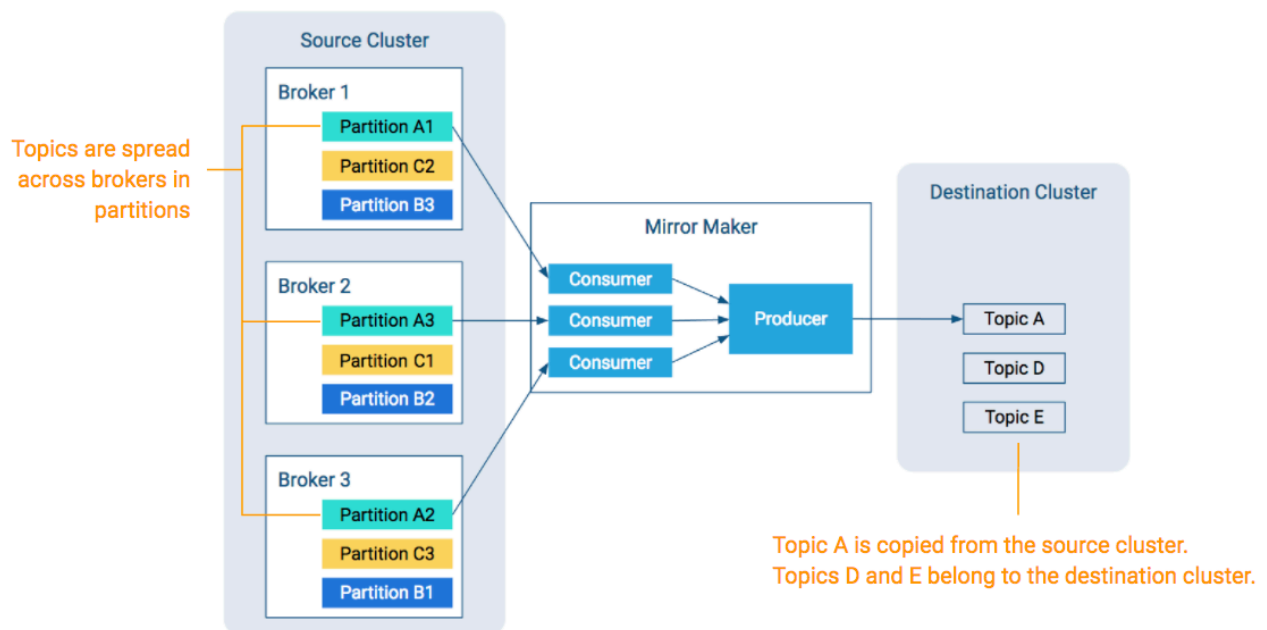 Source Cluster
Broker 1
Partition A1
Partition C2
Partition B3
Topics are spread
across brokers in
partitions
Broker 2
Partition A3
Partition C1
Partition B2
Broker 3
Partition A2
Partition C3
Partition B1
Mirror Maker
Consumer
Consumer
Consumer
Producer
Destination Cluster
Topic A
Topic D
Topic E
Topic A is copied from the source cluster.
Topics D and E belong to the destination cluster.